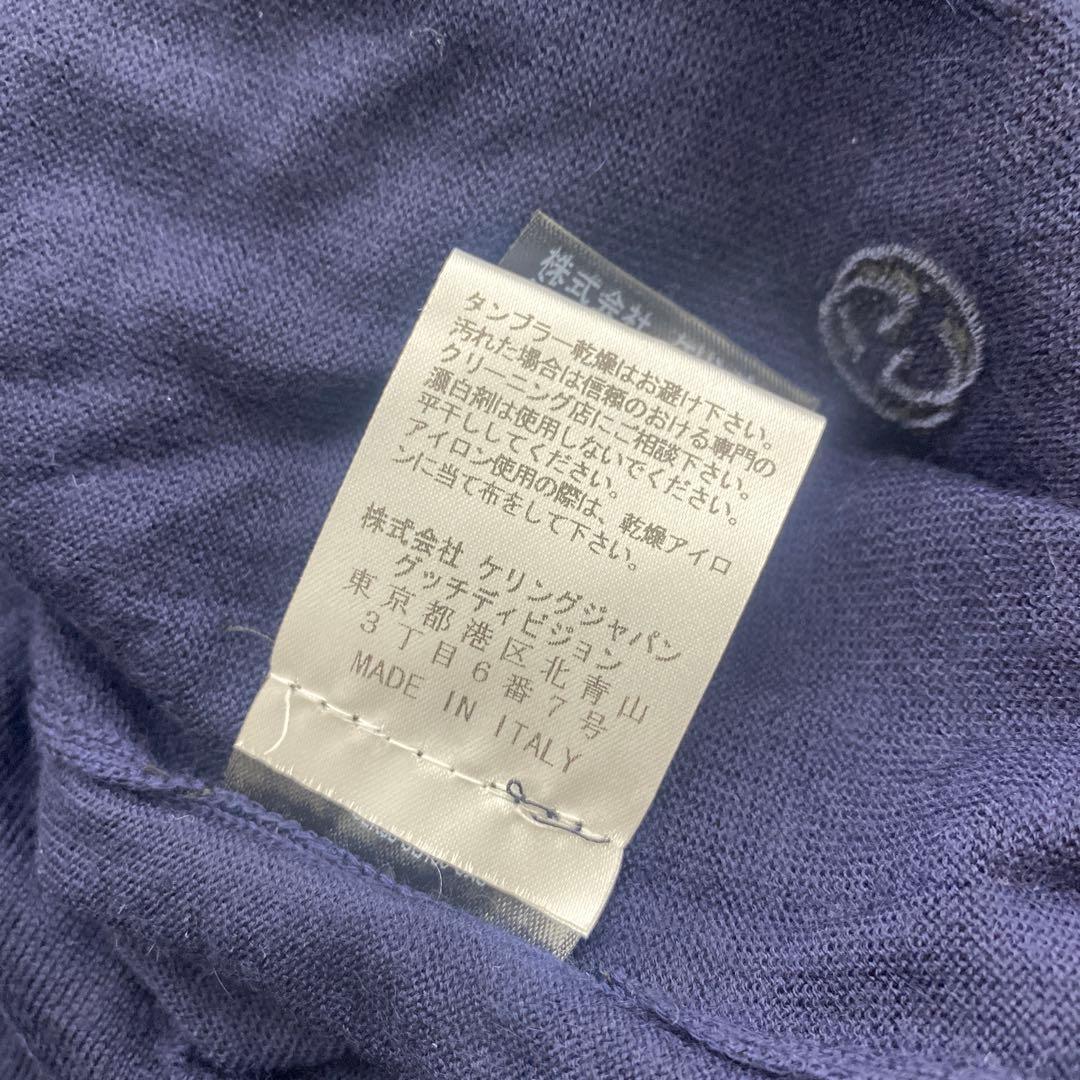 株式会社
タンブラー乾燥はお避け下さい。
汚れた場合は信頼のおける専門の
クリーニング店にご相談下さい。
漂白剤は使用しないでください。
平干ししてください。
アイロン使用の際は、乾燥アイロ
ンに当て布をして下さい。
株式会社 ケリングジャパン
グッチディビジョン
東京都港区北青山
3丁目6番7号
MADE IN ITALY